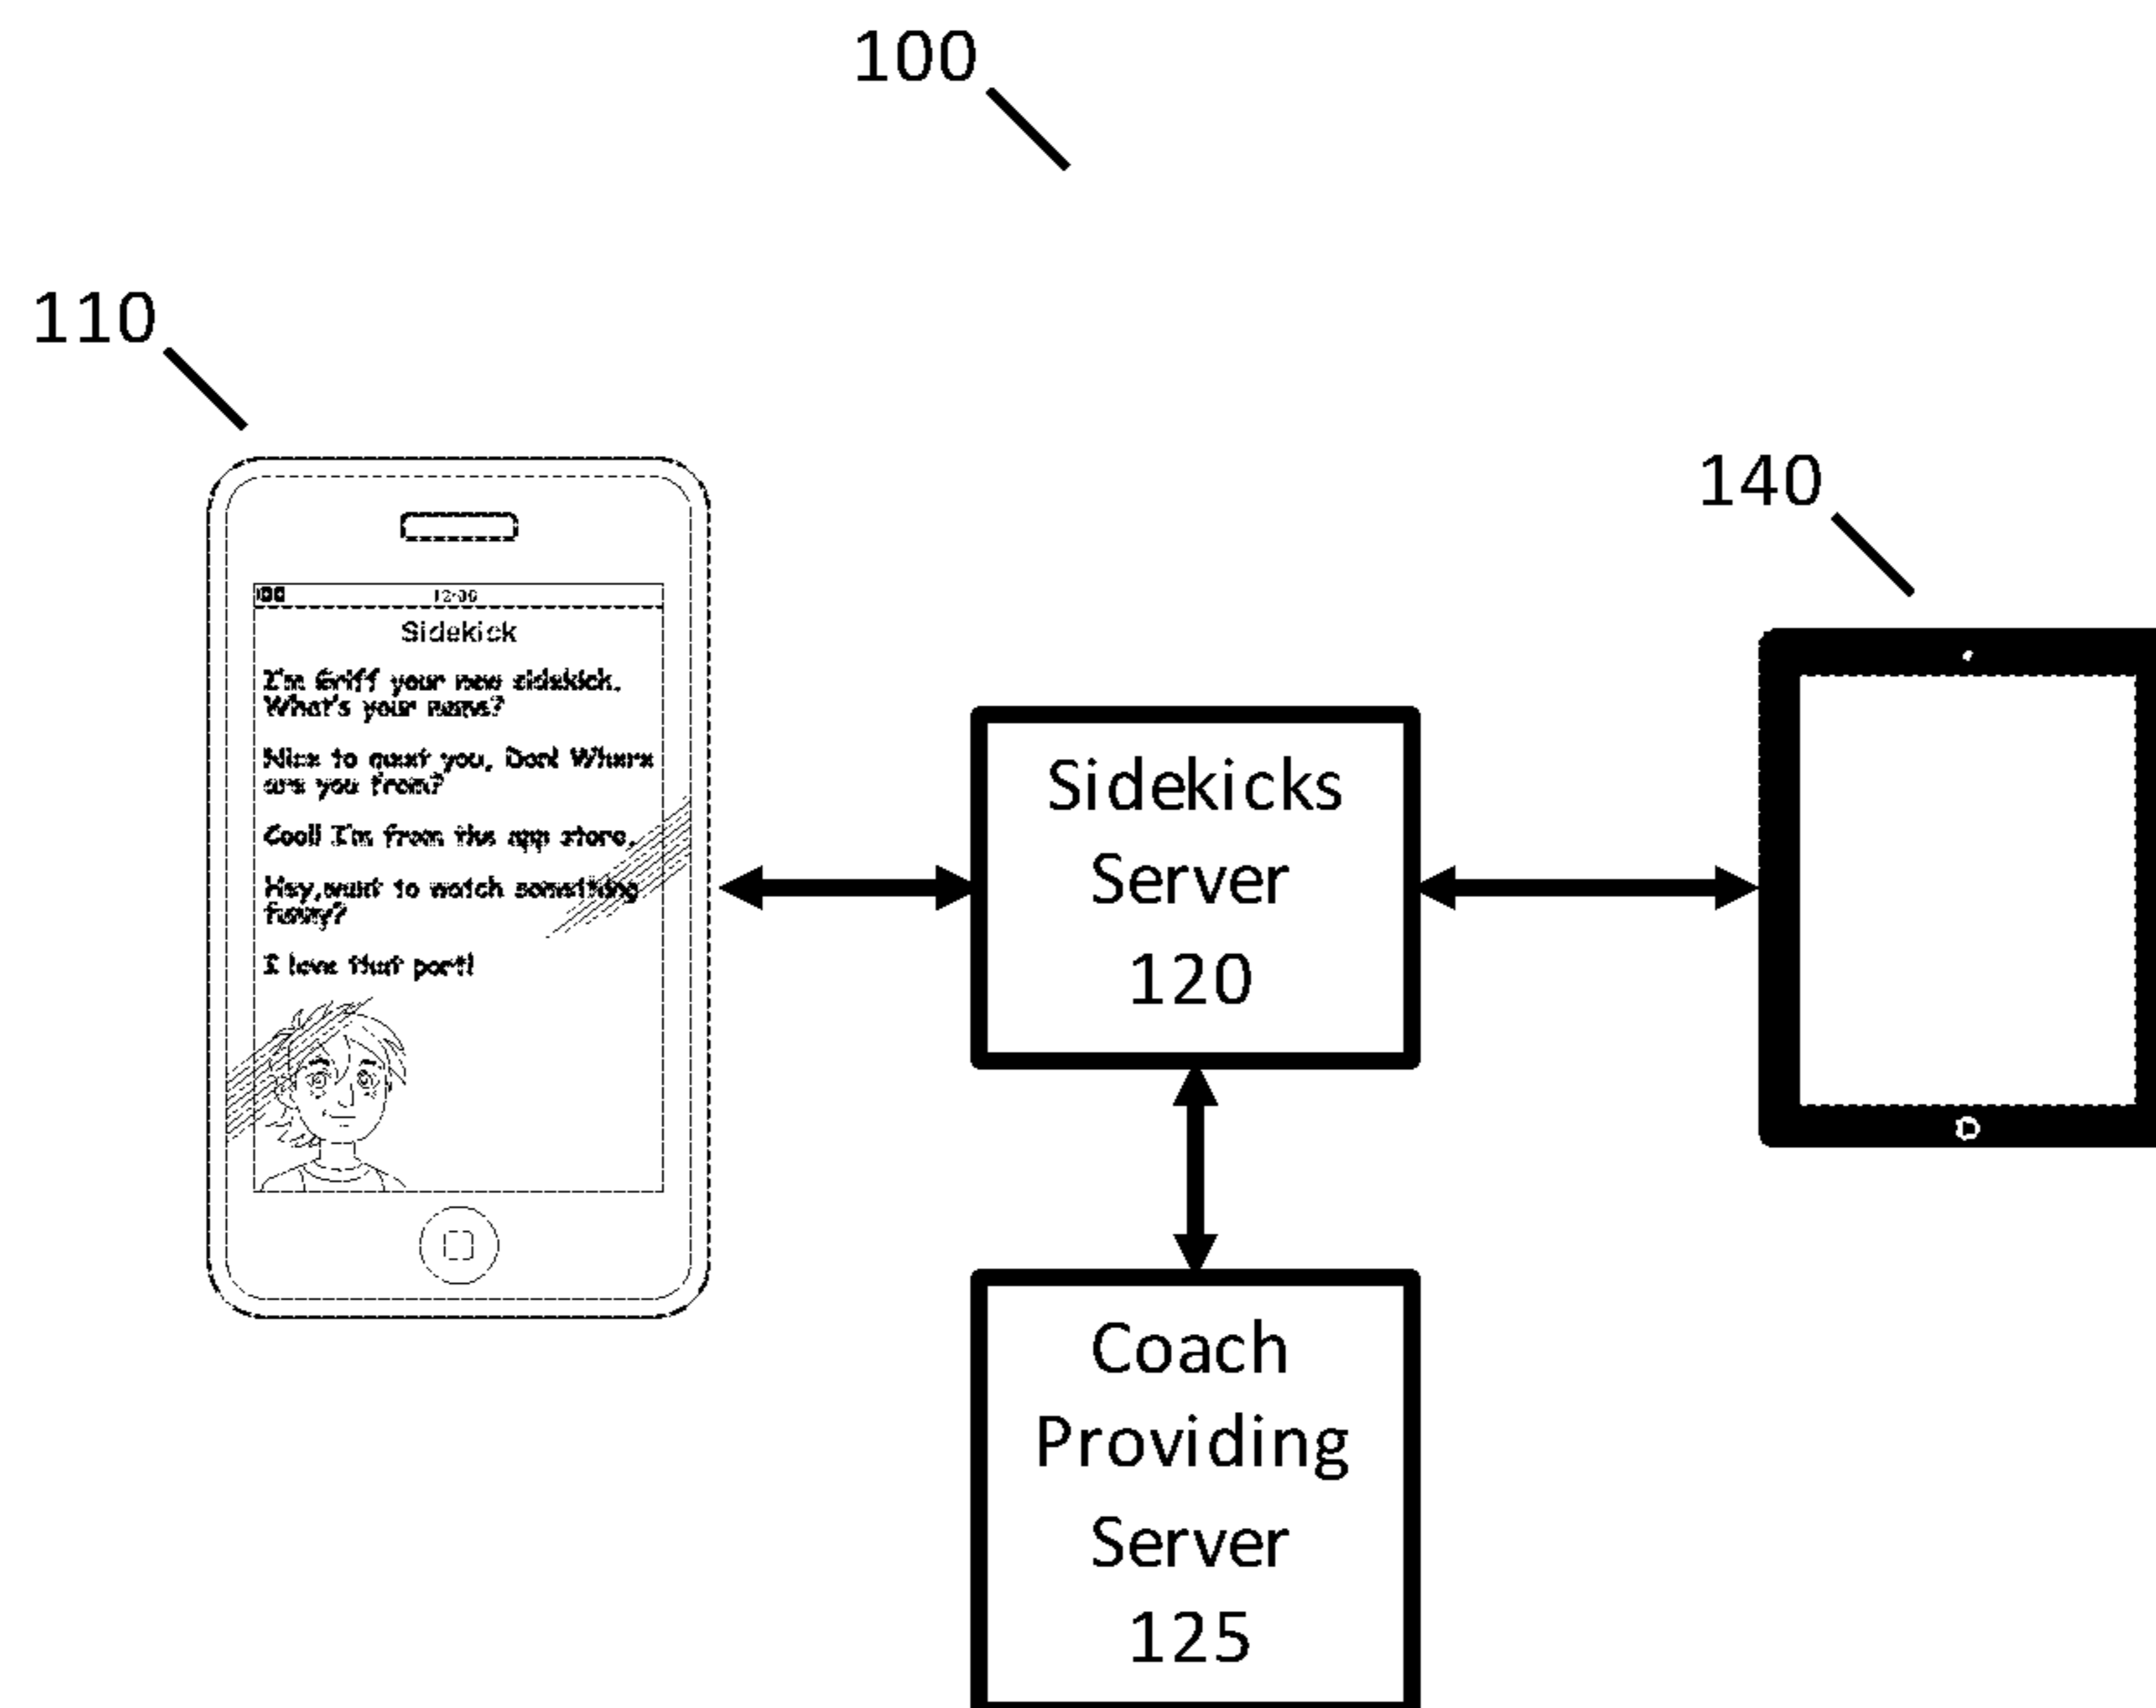 100
110
140
12:00
Sidekick
I'm Griff your new sidekick.
What's your name?
Nice to meet you, Don! Where
are you from?
Cool! I'm from the app store.
Hey, want to watch something
funny?
I love that part!
Sidekicks
Server
120
Coach
Providing
Server
125